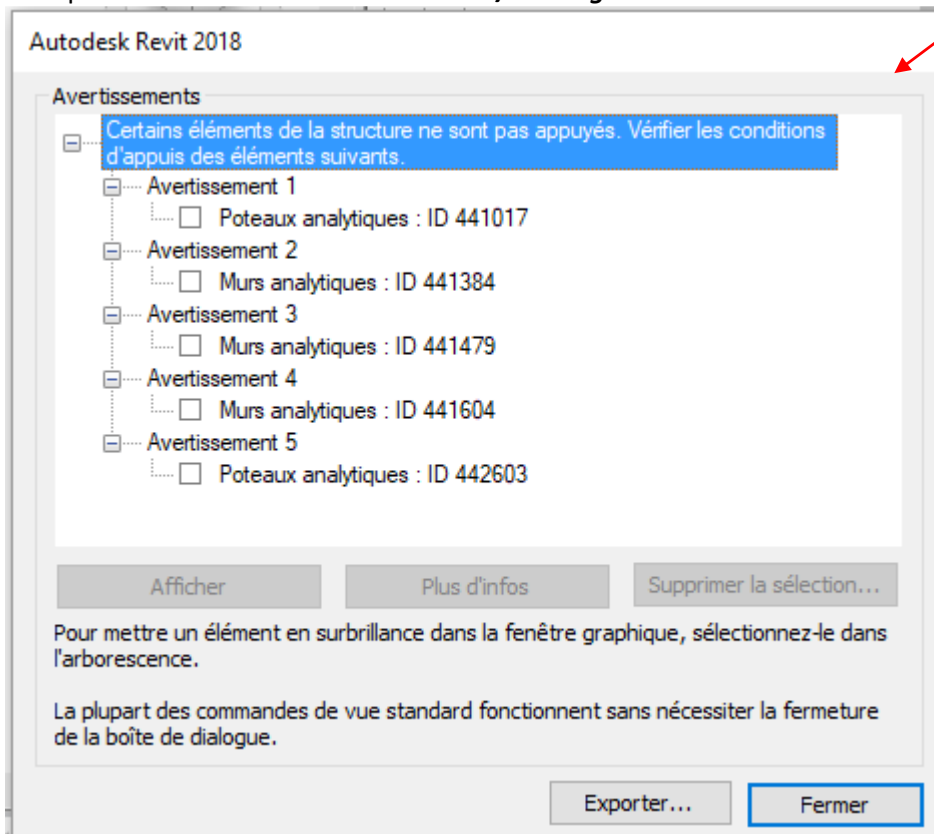 Autodesk Revit 2018
Avertissements
Certains éléments de la structure ne sont pas appuyés. Vérifier les conditions
d'appuis des éléments suivants.
Avertissement 1
Poteaux analytiques : ID 441017
Avertissement 2
Murs analytiques : ID 441384
Avertissement 3
Murs analytiques : ID 441479
Avertissement 4
Murs analytiques : ID 441604
Avertissement 5
Poteaux analytiques : ID 442603
Afficher
Plus d'infos
Supprimer la sélection...
Pour mettre un élément en surbrillance dans la fenêtre graphique, sélectionnez-le dans
l'arborescence.
La plupart des commandes de vue standard fonctionnent sans nécessiter la fermeture
de la boîte de dialogue.
Exporter...
Fermer